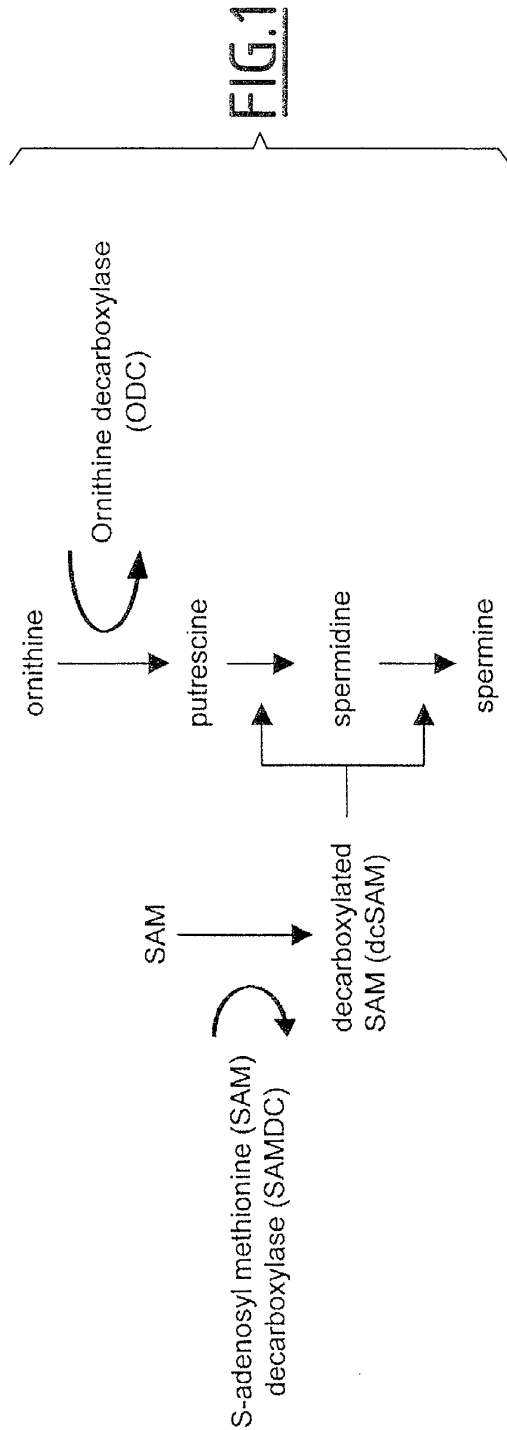 ornithine
Ornithine decarboxylase
(ODC)
SAM
putrescine
S-adenosyl methionine (SAM)
decarboxylase (SAMDC)
decarboxylated
SAM (dcSAM)
spermidine
spermine
FIG.1